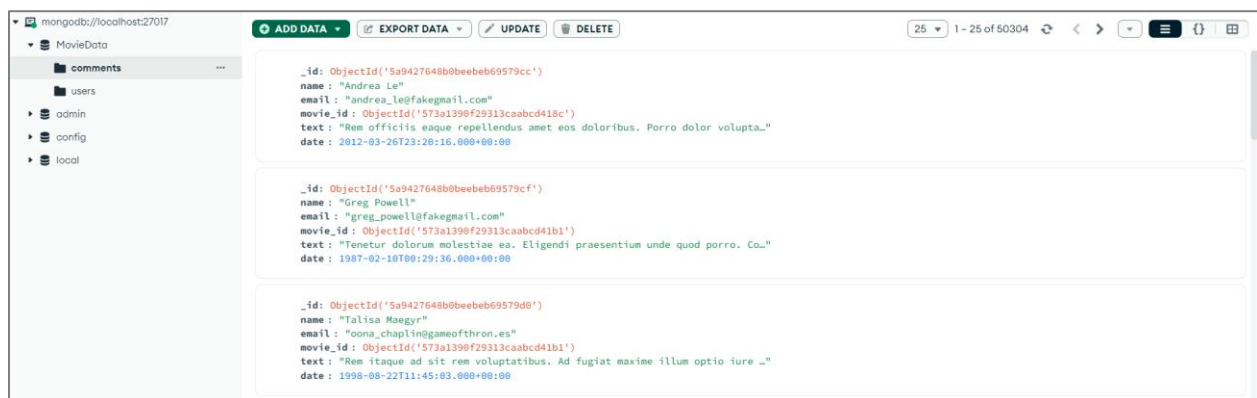 mongodb://localhost:27017
MovieData
comments
users
admin
config
local
ADD DATA EXPORT DATA UPDATE DELETE 25 1 – 25 of 50304 {}
_id: ObjectId('5a9427648b0beebeb69579cc')
name : "Andrea Le"
email : "andrea_le@fakegmail.com"
movie_id : ObjectId('573a1390f29313caabcd418c')
text : "Rem officiis eaque repellendus amet eos doloribus. Porro dolor volupta…"
date : 2012-03-26T23:20:16.000+00:00
_id: ObjectId('5a9427648b0beebeb69579cf')
name : "Greg Powell"
email : "greg_powell@fakegmail.com"
movie_id : ObjectId('573a1390f29313caabcd41b1')
text : "Tenetur dolorum molestiae ea. Eligendi praesentium unde quod porro. Co…"
date : 1987-02-10T00:29:36.000+00:00
_id: ObjectId('5a9427648b0beebeb69579d0')
name : "Talisa Maegyr"
email : "oona_chaplin@gameofthron.es"
movie_id : ObjectId('573a1390f29313caabcd41b1')
text : "Rem itaque ad sit rem voluptatibus. Ad fugiat maxime illum optio iure …"
date : 1998-08-22T11:45:03.000+00:00